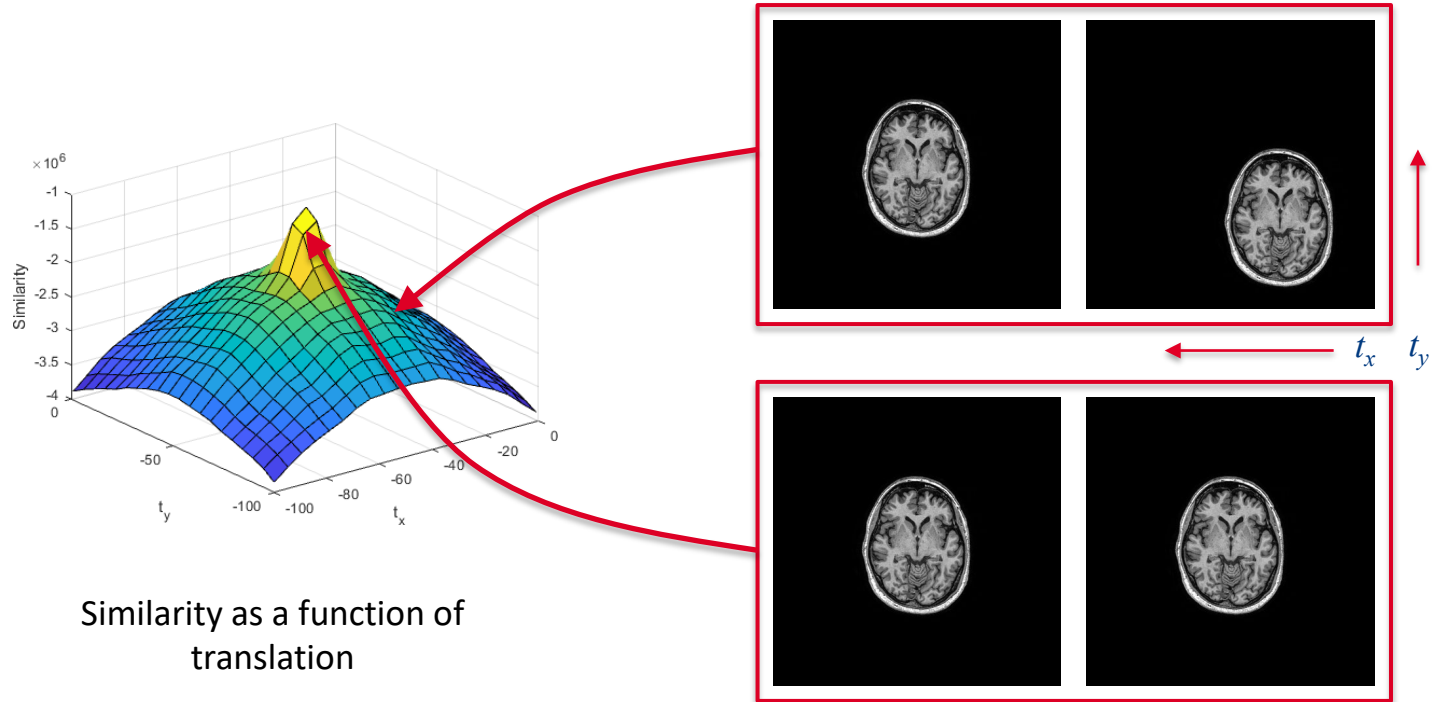 × 10⁶
-1
-1.5
-2
-2.5
-3
-3.5
-4
Similarity
0
-50
-100
t_y
-100
-80
-60
-40
-20
0
t_x
t_x t_y
Similarity as a function of
translation